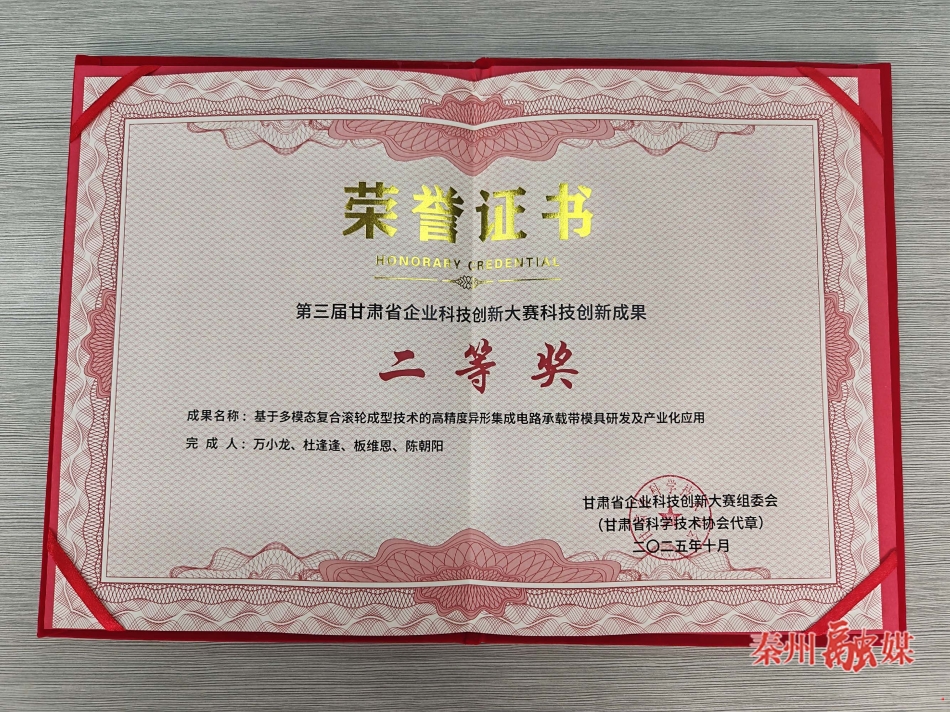 荣誉证书
HONORARY CREDENTIAL
第三届甘肃省企业科技创新大赛科技创新成果
二等奖
成果名称：基于多模态复合滚轮成型技术的高精度异形集成电路承载带模具研发及产业化应用
完成人：万小龙、杜逢逢、板维恩、陈朝阳
甘肃省企业科技创新大赛组委会
（甘肃省科学技术协会代章）
二〇二五年十月
秦州融媒